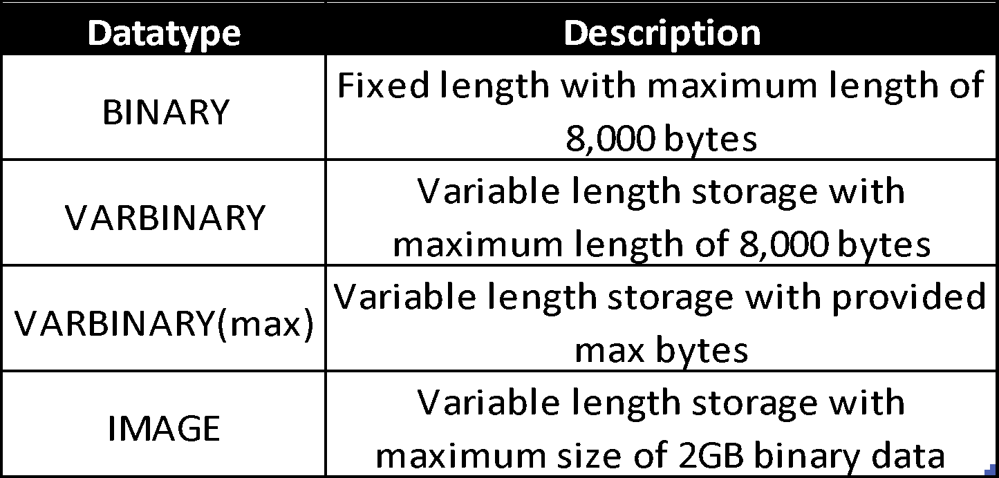 Datatype
Description
BINARY
Fixed length with maximum length of
8,000 bytes
VARBINARY
Variable length storage with
maximum length of 8,000 bytes
VARBINARY(max)
Variable length storage with provided
max bytes
IMAGE
Variable length storage with
maximum size of 2GB binary data